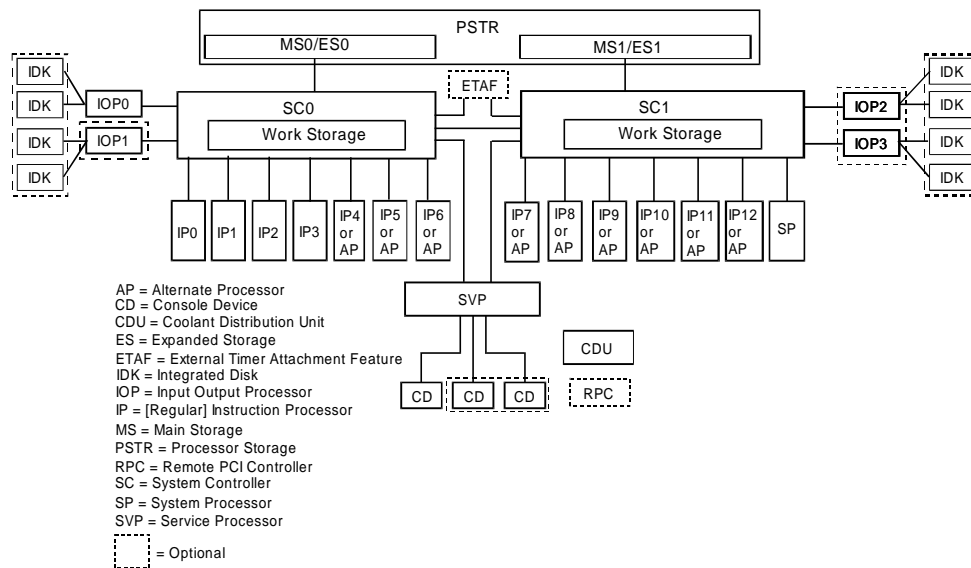 PSTR
MS0/ES0
MS1/ES1
IDK
IDK
IDK
IDK
IOP0
IOP1
SC0
Work Storage
ETAF
SC1
Work Storage
IOP2
IOP3
IDK
IDK
IDK
IDK
IP0
IP1
IP2
IP3
IP4
or
AP
IP5
or
AP
IP6
or
AP
IP7
or
AP
IP8
or
AP
IP9
or
AP
IP10
or
AP
IP11
or
AP
IP12
or
AP
SP
SVP
CD
CD
CD
CDU
RPC
AP = Alternate Processor
CD = Console Device
CDU = Coolant Distribution Unit
ES = Expanded Storage
ETAF = External Timer Attachment Feature
IDK = Integrated Disk
IOP = Input Output Processor
IP = [Regular] Instruction Processor
MS = Main Storage
PSTR = Processor Storage
RPC = Remote PCI Controller
SC = System Controller
SP = System Processor
SVP = Service Processor
= Optional